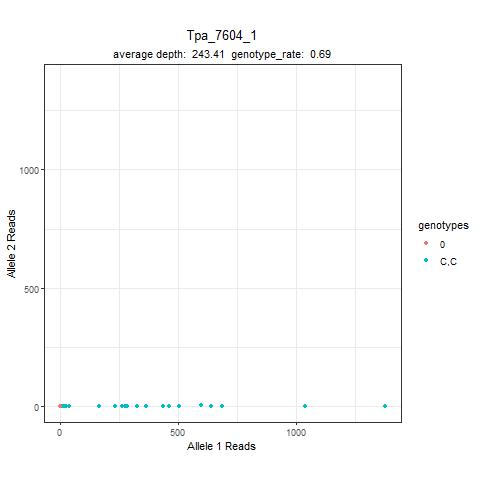 Tpa_7604_1
average depth:  243.41  genotype_rate:  0.69
Allele 2 Reads
1000
500
0
0
500
1000
Allele 1 Reads
genotypes
0
C,C